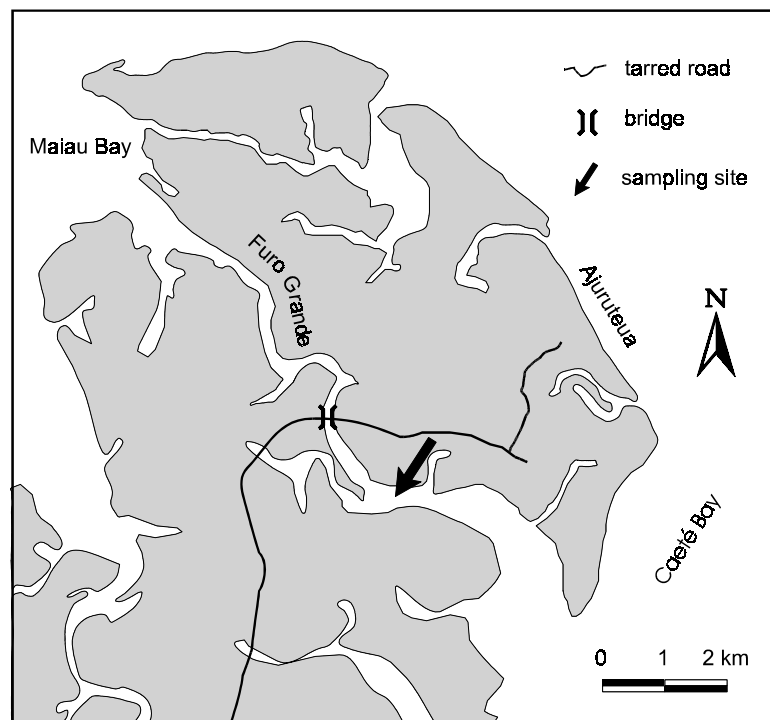 tarred road
bridge
sampling site
Maiau Bay
Furo Grande
Ajuruteua
N
Caeté Bay
0 1 2 km